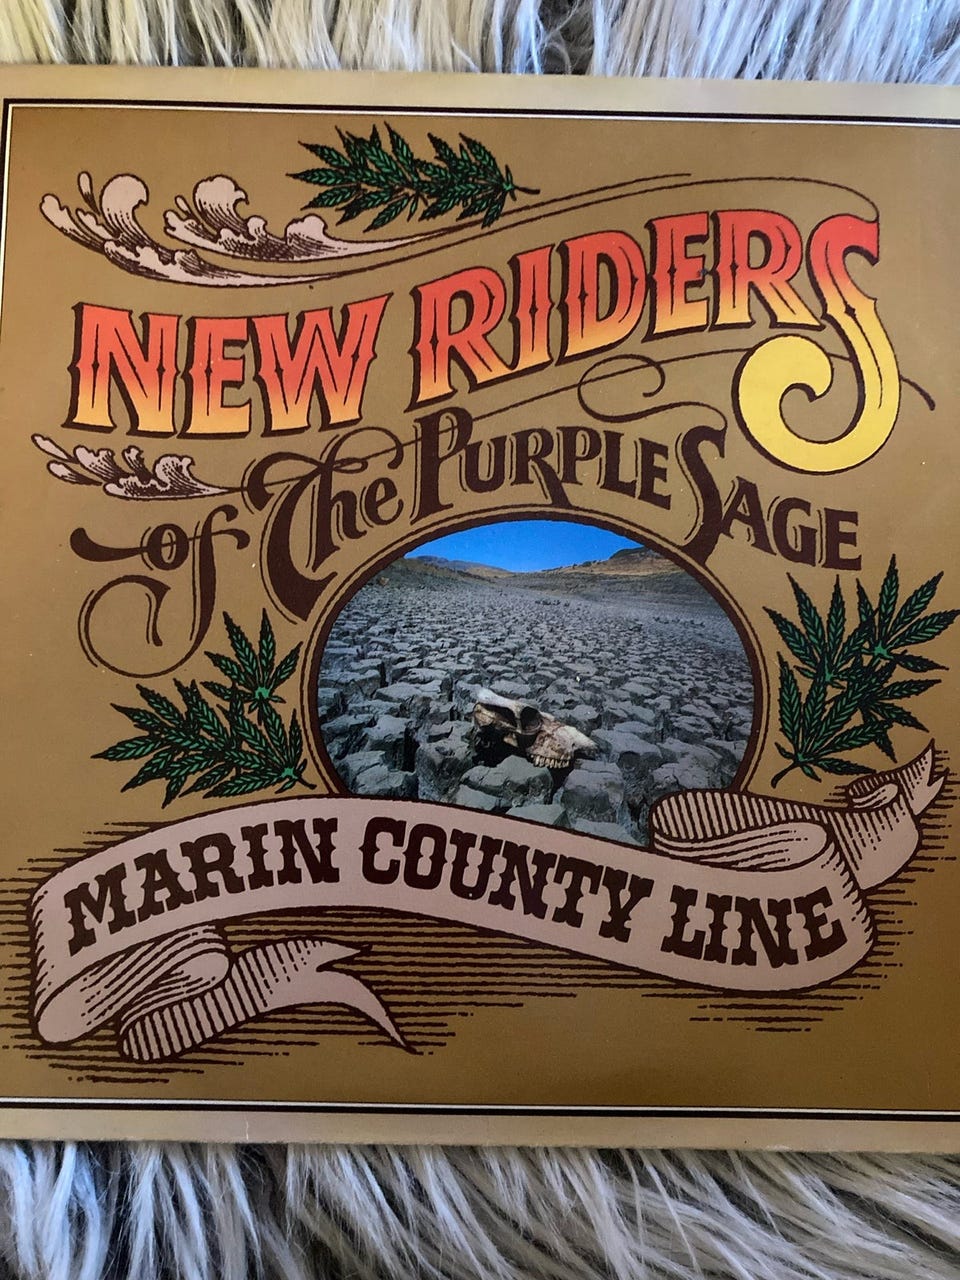 NEW RIDERS
of The PURPLE SAGE
MARIN COUNTY LINE